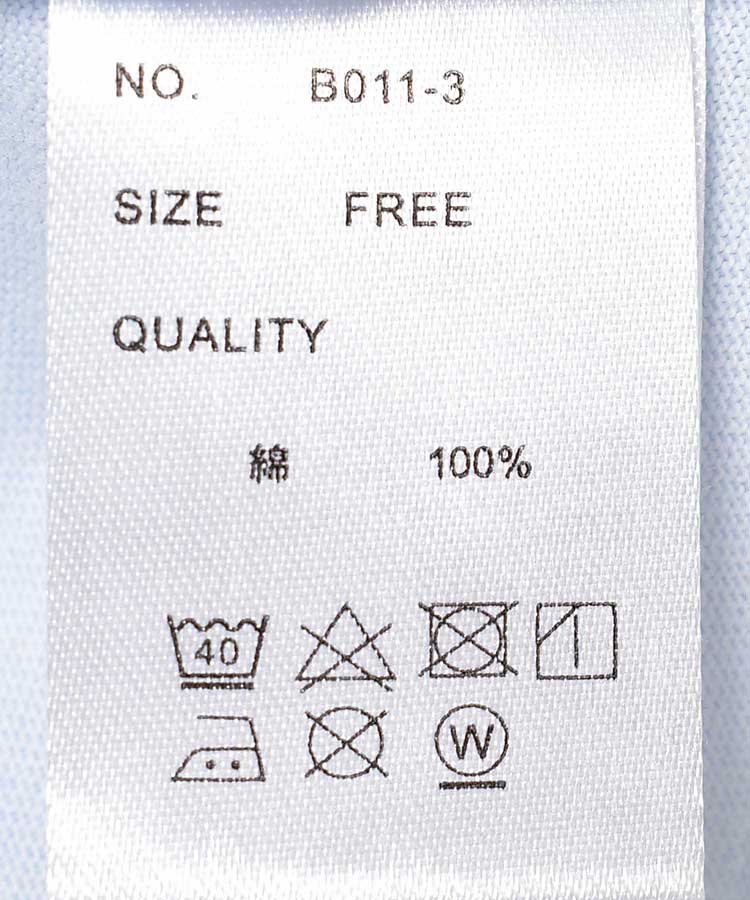 NO. B011-3
SIZE FREE
QUALITY
綿 100%
40
W